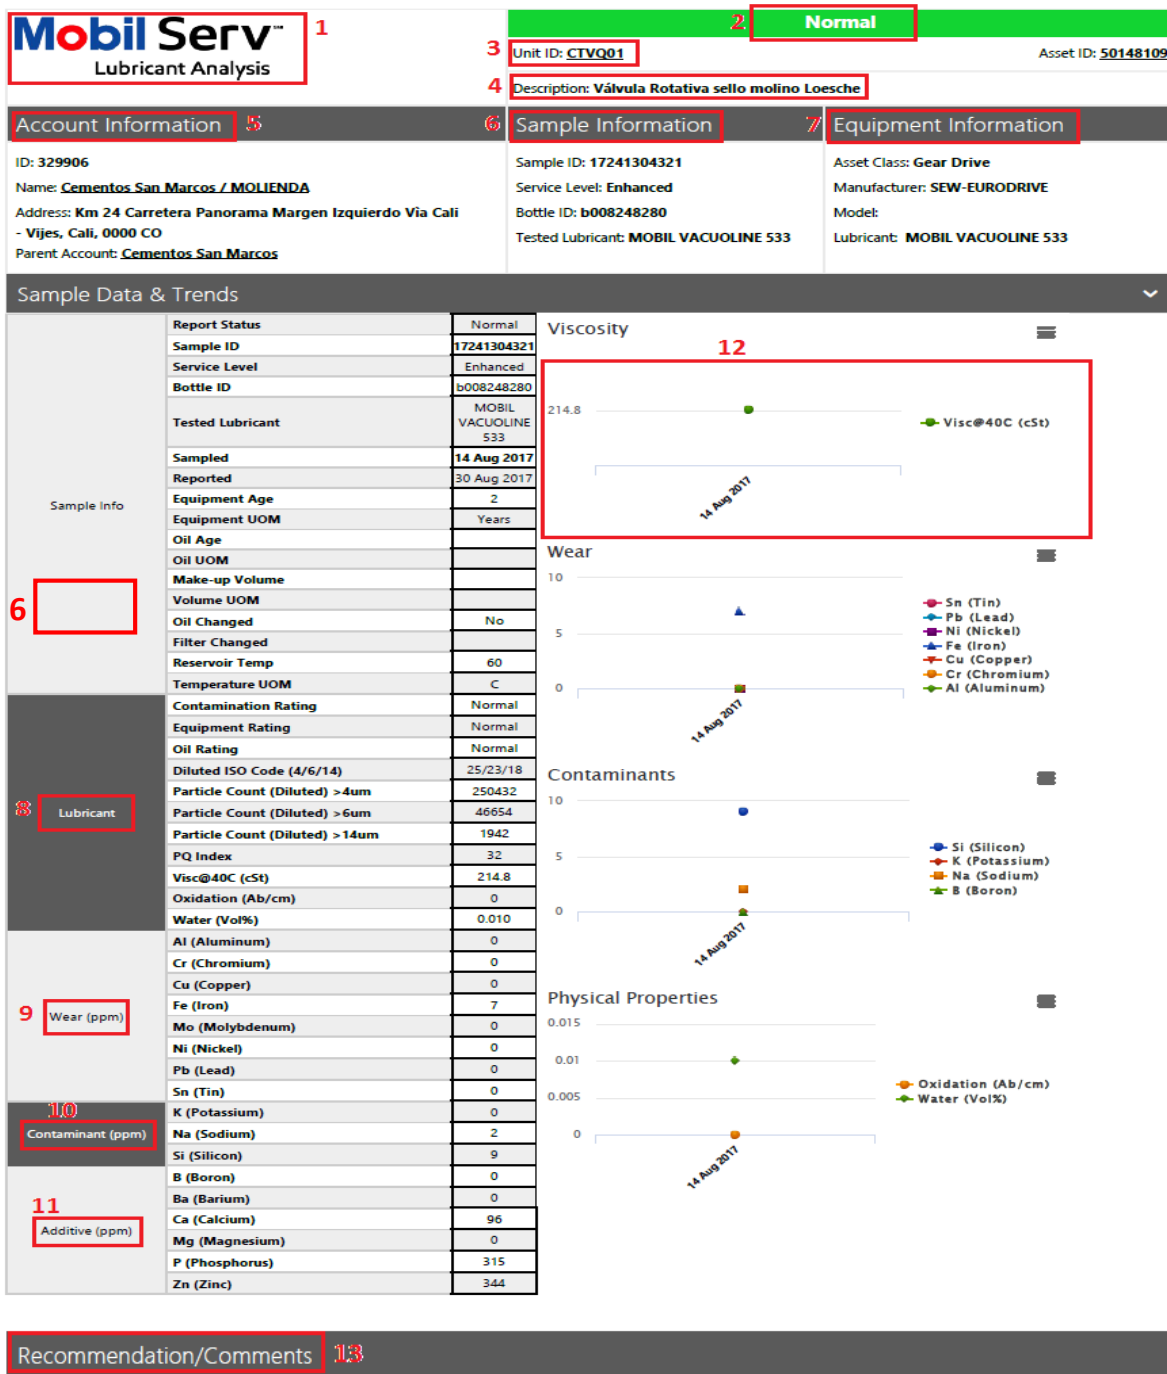 Mobil Serv℠ 1
Lubricant Analysis
2 Normal
3 Unit ID: CTVQ01 Asset ID: 50148109
4 Description: Válvula Rotativa sello molino Loesche
Account Information 5
6 Sample Information
7 Equipment Information
ID: 329906
Name: Cementos San Marcos / MOLIENDA
Address: Km 24 Carretera Panorama Margen Izquierdo Vìa Cali
- Vijes, Cali, 0000 CO
Parent Account: Cementos San Marcos
Sample ID: 17241304321
Service Level: Enhanced
Bottle ID: b008248280
Tested Lubricant: MOBIL VACUOLINE 533
Asset Class: Gear Drive
Manufacturer: SEW-EURODRIVE
Model:
Lubricant: MOBIL VACUOLINE 533
Sample Data & Trends
Sample Info
6
Report Status Normal
Sample ID 17241304321
Service Level Enhanced
Bottle ID b008248280
Tested Lubricant MOBIL
VACUOLINE
533
Sampled 14 Aug 2017
Reported 30 Aug 2017
Equipment Age 2
Equipment UOM Years
Oil Age
Oil UOM
Make-up Volume
Volume UOM
Oil Changed No
Filter Changed
Reservoir Temp 60
Temperature UOM C
8 Lubricant
Contamination Rating Normal
Equipment Rating Normal
Oil Rating Normal
Diluted ISO Code (4/6/14) 25/23/18
Particle Count (Diluted) >4um 250432
Particle Count (Diluted) >6um 46654
Particle Count (Diluted) >14um 1942
PQ Index 32
Visc@40C (cSt) 214.8
Oxidation (Ab/cm) 0
Water (Vol%) 0.010
9 Wear (ppm)
Al (Aluminum) 0
Cr (Chromium) 0
Cu (Copper) 0
Fe (Iron) 7
Mo (Molybdenum) 0
Ni (Nickel) 0
Pb (Lead) 0
Sn (Tin) 0
10
Contaminant (ppm)
K (Potassium) 0
Na (Sodium) 2
Si (Silicon) 9
11
Additive (ppm)
B (Boron) 0
Ba (Barium) 0
Ca (Calcium) 96
Mg (Magnesium) 0
P (Phosphorus) 315
Zn (Zinc) 344
Viscosity
12
214.8
Visc@40C (cSt)
14 Aug 2017
Wear
10
5
0
14 Aug 2017
Sn (Tin)
Pb (Lead)
Ni (Nickel)
Fe (Iron)
Cu (Copper)
Cr (Chromium)
Al (Aluminum)
Contaminants
10
5
0
14 Aug 2017
Si (Silicon)
K (Potassium)
Na (Sodium)
B (Boron)
Physical Properties
0.015
0.01
0.005
0
14 Aug 2017
Oxidation (Ab/cm)
Water (Vol%)
Recommendation/Comments 13